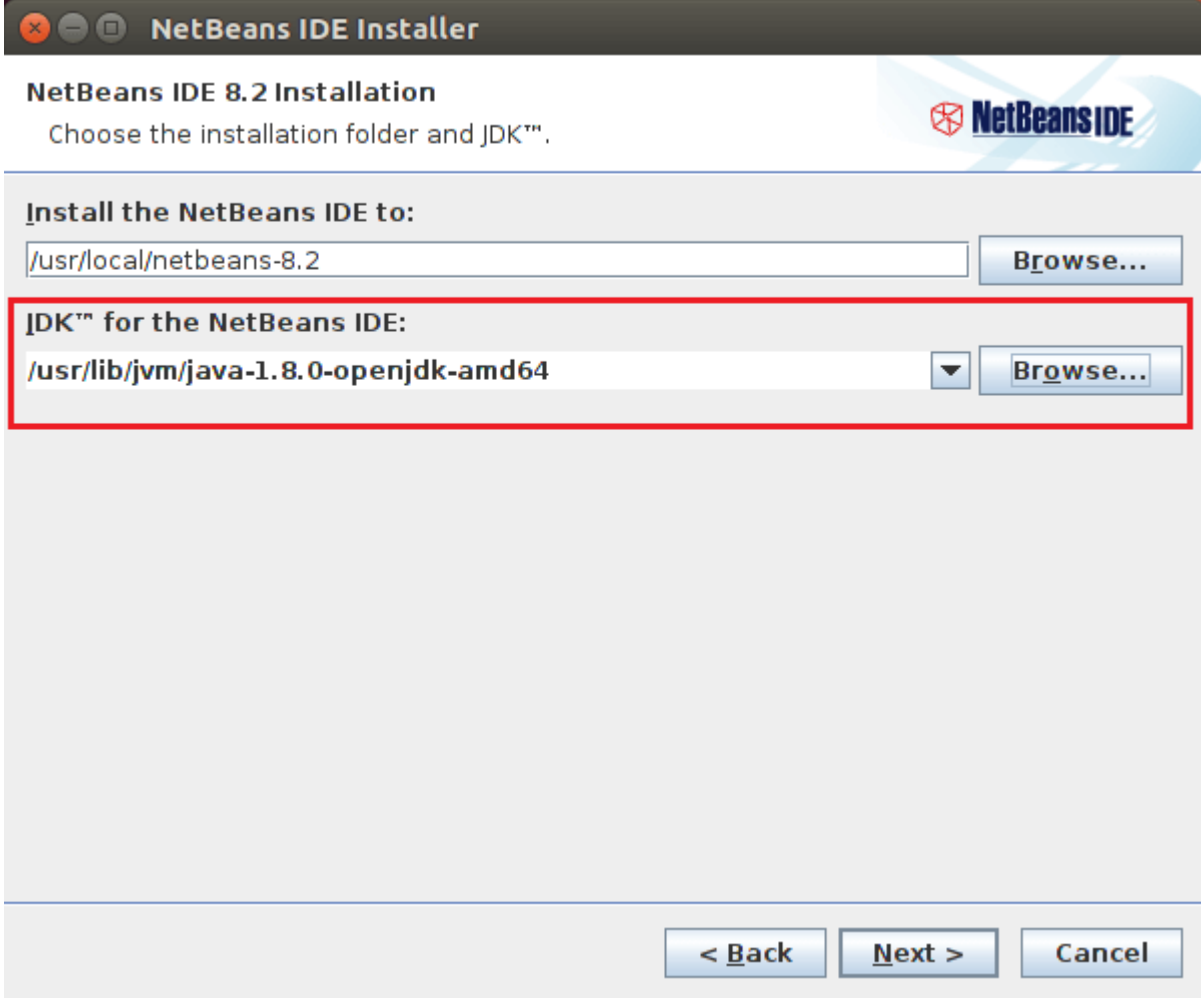 NetBeans IDE Installer
NetBeans IDE 8.2 Installation
Choose the installation folder and JDK™.
NetBeans IDE
Install the NetBeans IDE to:
/usr/local/netbeans-8.2
Browse...
JDK™ for the NetBeans IDE:
/usr/lib/jvm/java-1.8.0-openjdk-amd64
Browse...
< Back
Next >
Cancel